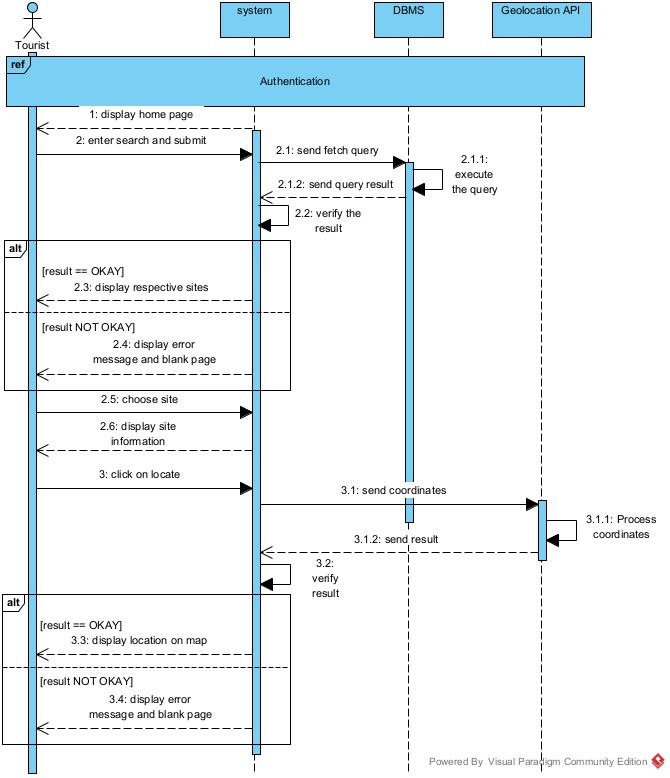 system
DBMS
Geolocation API
Tourist
ref
Authentication
1: display home page
2: enter search and submit
2.1: send fetch query
2.1.1:
execute
the query
2.1.2: send query result
2.2: verify the
result
alt
[result == OKAY]
2.3: display respective sites
[result NOT OKAY]
2.4: display error
message and blank page
2.5: choose site
2.6: display site
information
3: click on locate
3.1: send coordinates
3.1.1: Process
coordinates
3.1.2: send result
3.2:
verify
result
alt
[result == OKAY]
3.3: display location on map
[result NOT OKAY]
3.4: display error
message and blank page
Powered By Visual Paradigm Community Edition